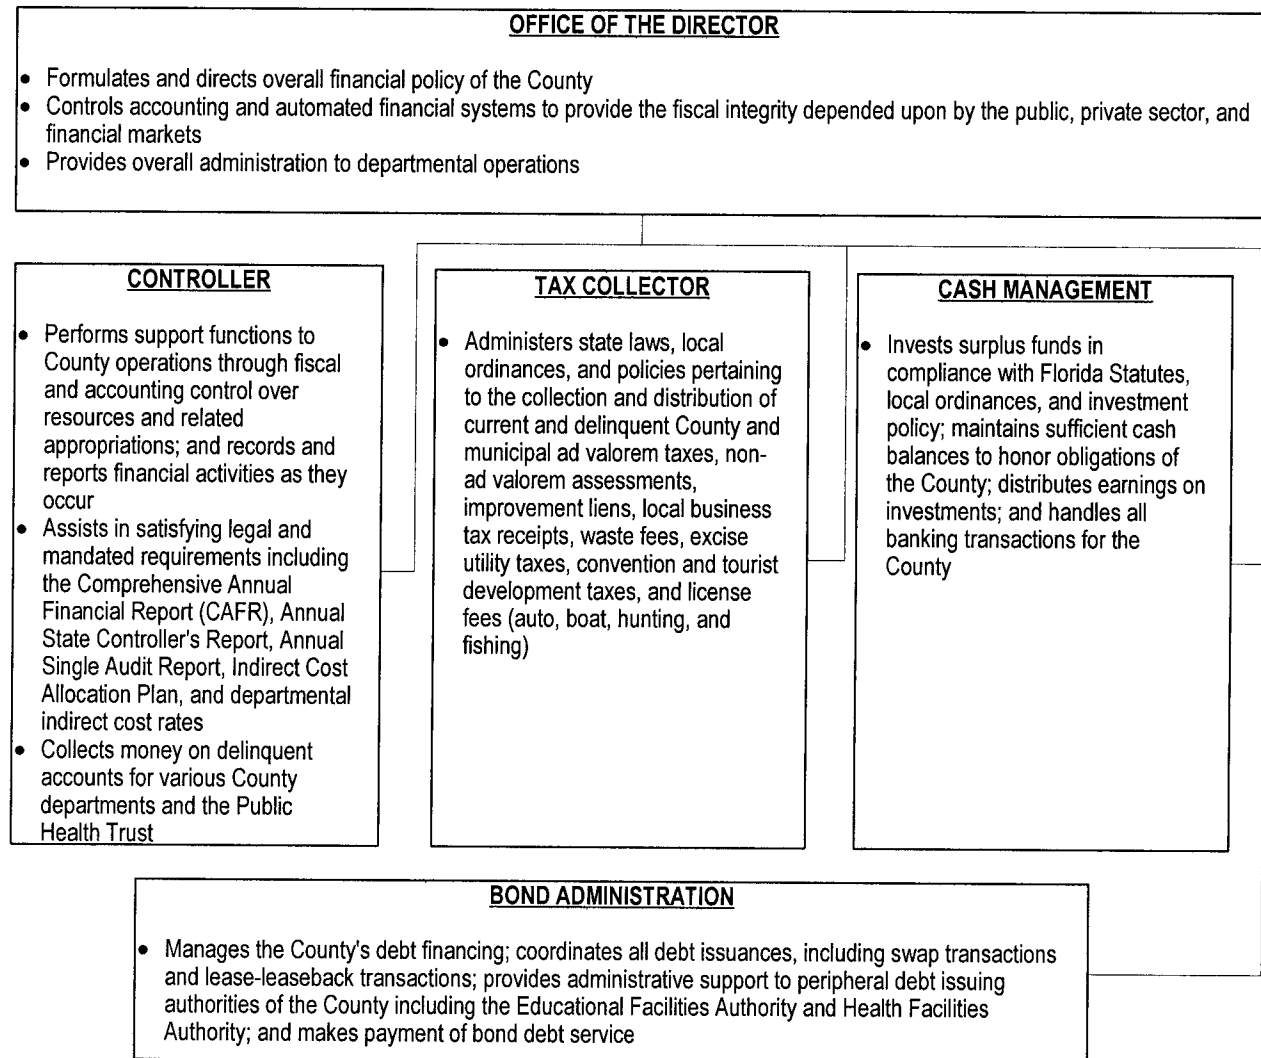 OFFICE OF THE DIRECTOR
• Formulates and directs overall financial policy of the County
• Controls accounting and automated financial systems to provide the fiscal integrity depended upon by the public, private sector, and
financial markets
• Provides overall administration to departmental operations
CONTROLLER
• Performs support functions to
County operations through fiscal
and accounting control over
resources and related
appropriations; and records and
reports financial activities as they
occur
• Assists in satisfying legal and
mandated requirements including
the Comprehensive Annual
Financial Report (CAFR), Annual
State Controller's Report, Annual
Single Audit Report, Indirect Cost
Allocation Plan, and departmental
indirect cost rates
• Collects money on delinquent
accounts for various County
departments and the Public
Health Trust
TAX COLLECTOR
• Administers state laws, local
ordinances, and policies pertaining
to the collection and distribution of
current and delinquent County and
municipal ad valorem taxes, non-
ad valorem assessments,
improvement liens, local business
tax receipts, waste fees, excise
utility taxes, convention and tourist
development taxes, and license
fees (auto, boat, hunting, and
fishing)
CASH MANAGEMENT
• Invests surplus funds in
compliance with Florida Statutes,
local ordinances, and investment
policy; maintains sufficient cash
balances to honor obligations of
the County; distributes earnings on
investments; and handles all
banking transactions for the
County
BOND ADMINISTRATION
• Manages the County's debt financing; coordinates all debt issuances, including swap transactions
and lease-leaseback transactions; provides administrative support to peripheral debt issuing
authorities of the County including the Educational Facilities Authority and Health Facilities
Authority; and makes payment of bond debt service